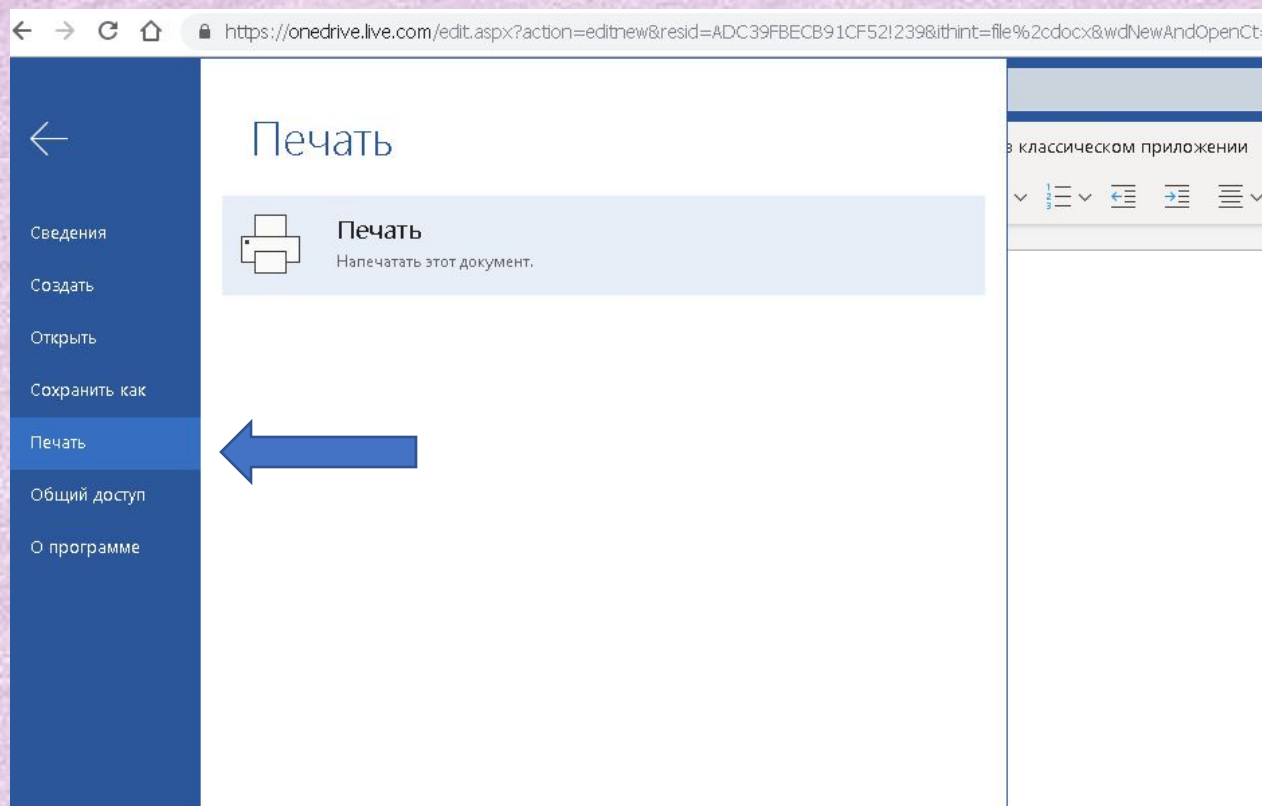 https://onedrive.live.com/edit.aspx?action=editnew&resid=ADC39FBECB91CF52!239&ithint=file%2cdocx&wdNewAndOpenCt=
Печать
в классическом приложении
Печать
Напечатать этот документ.
Сведения
Создать
Открыть
Сохранить как
Печать
Общий доступ
О программе